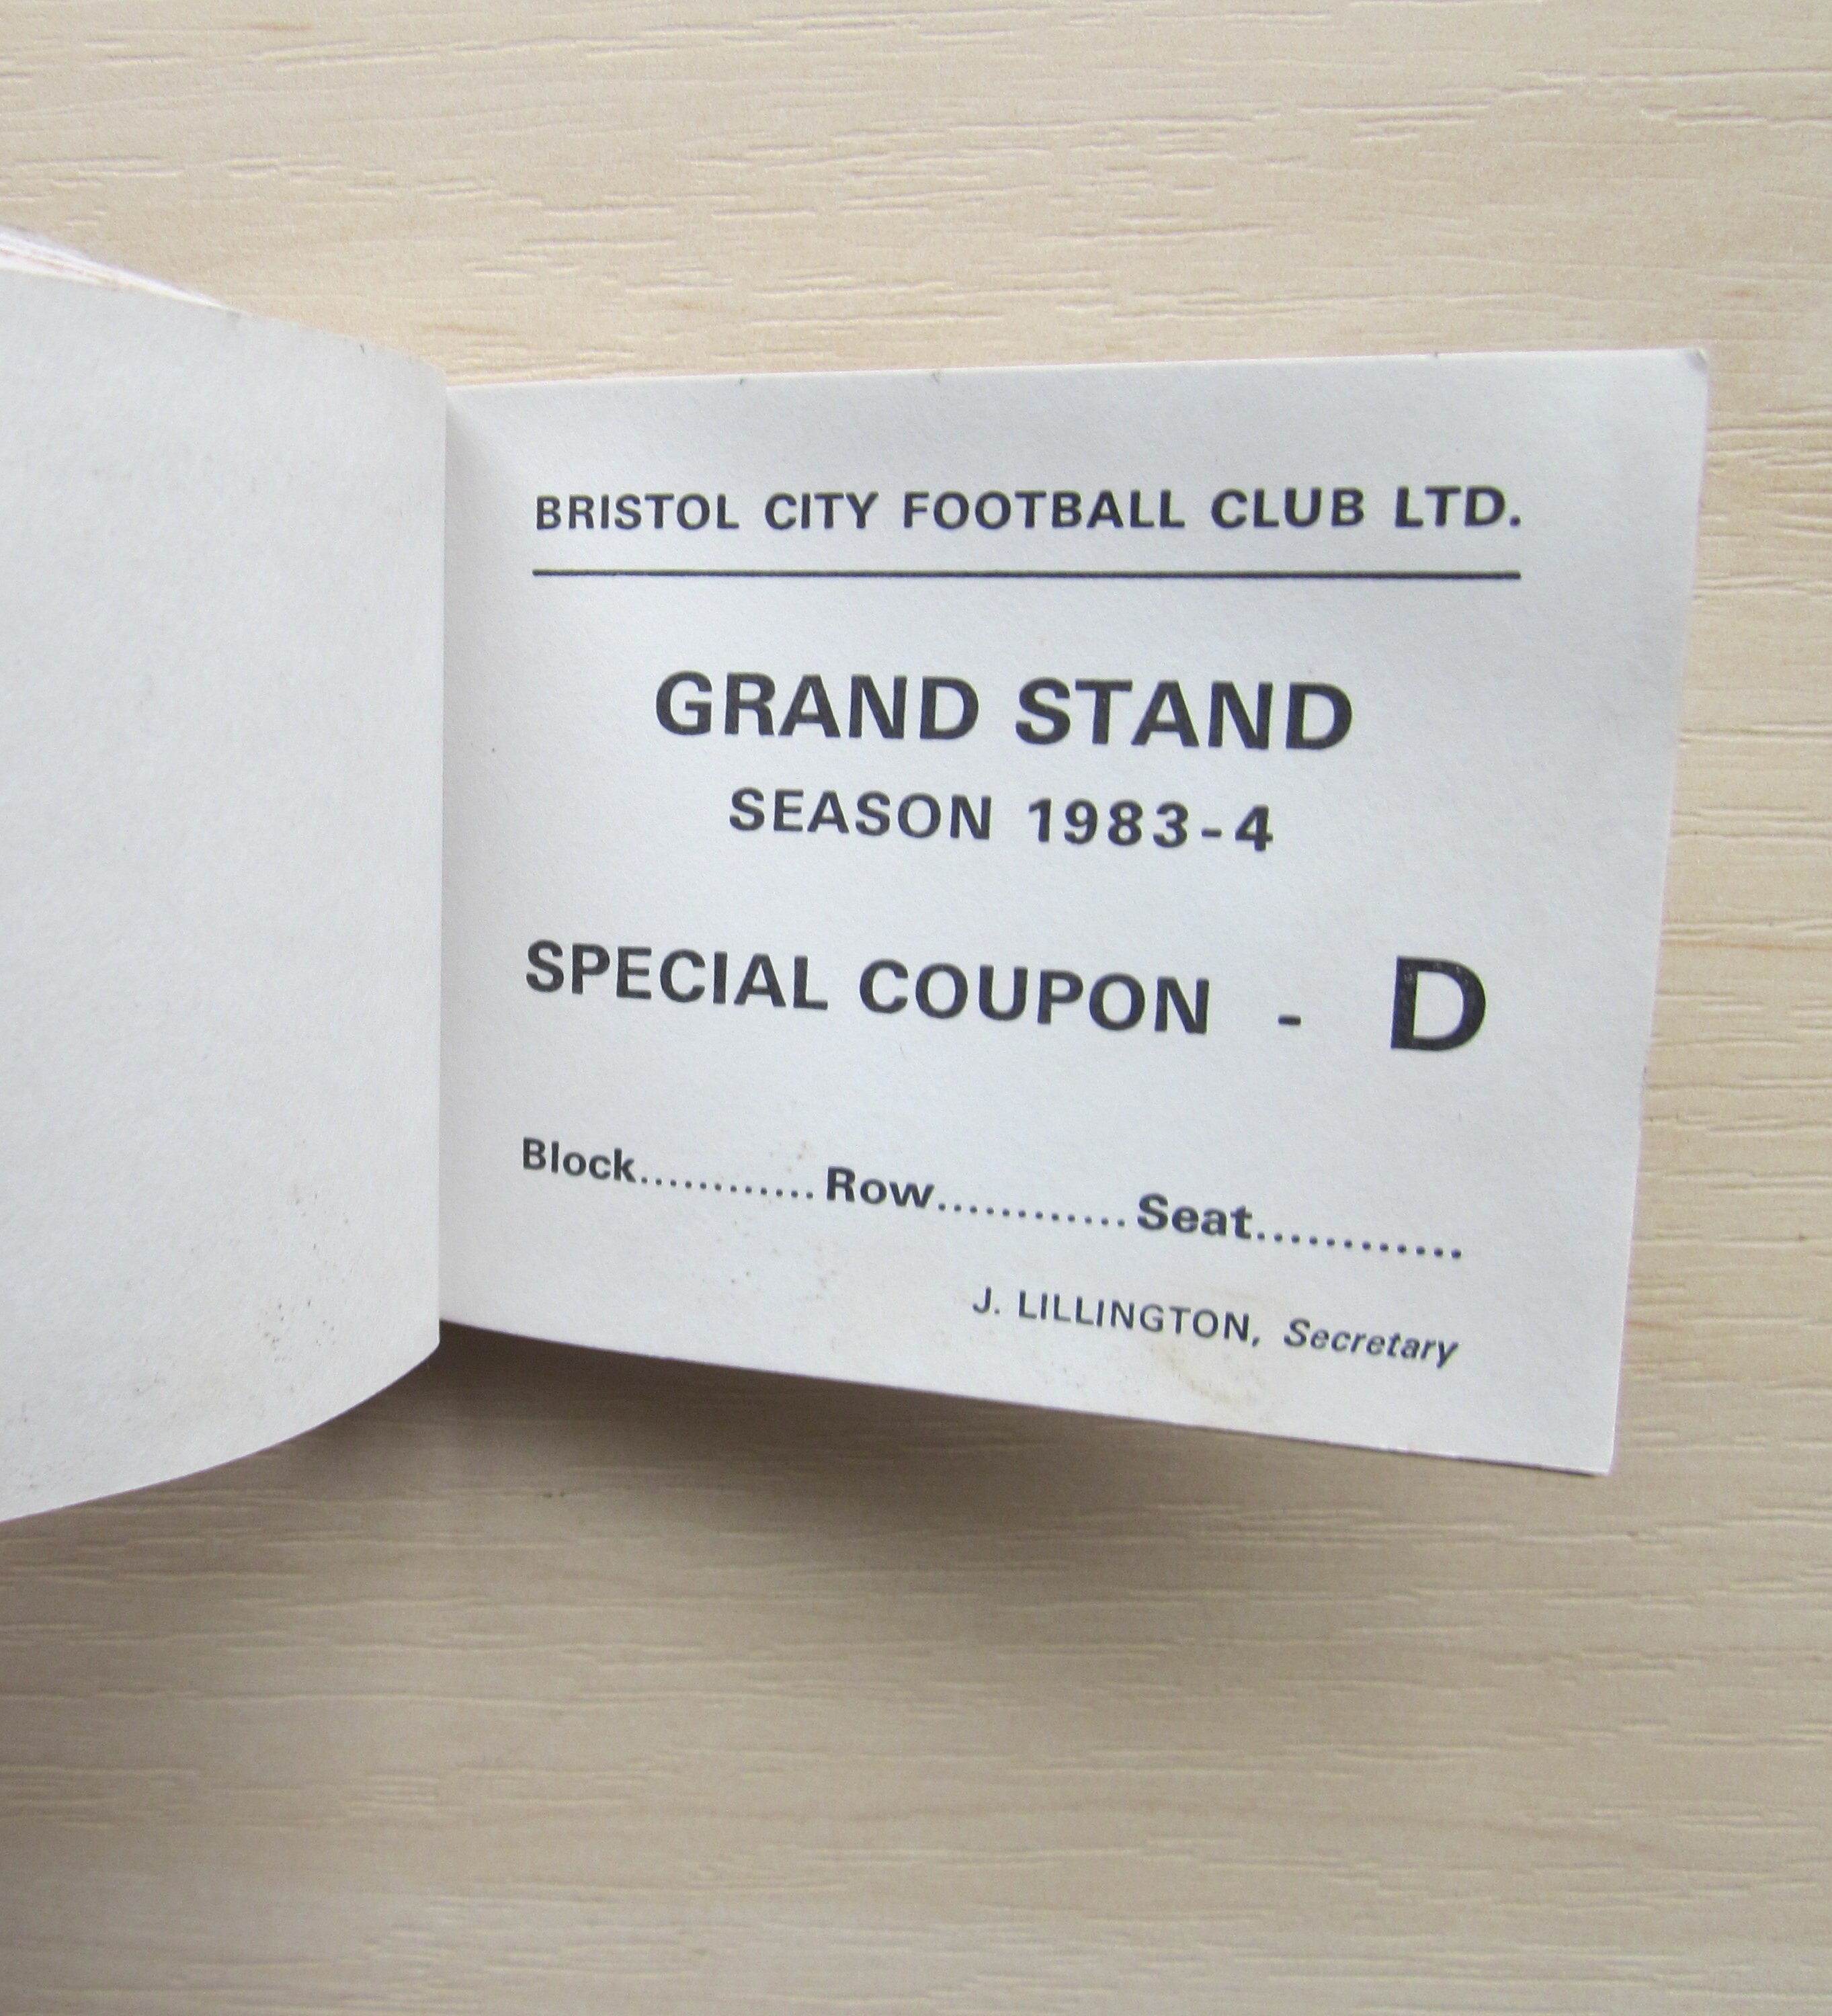 BRISTOL CITY FOOTBALL CLUB LTD.
GRAND STAND
SEASON 1983-4
SPECIAL COUPON - D
Block............Row............Seat............
J. LILLINGTON, Secretary